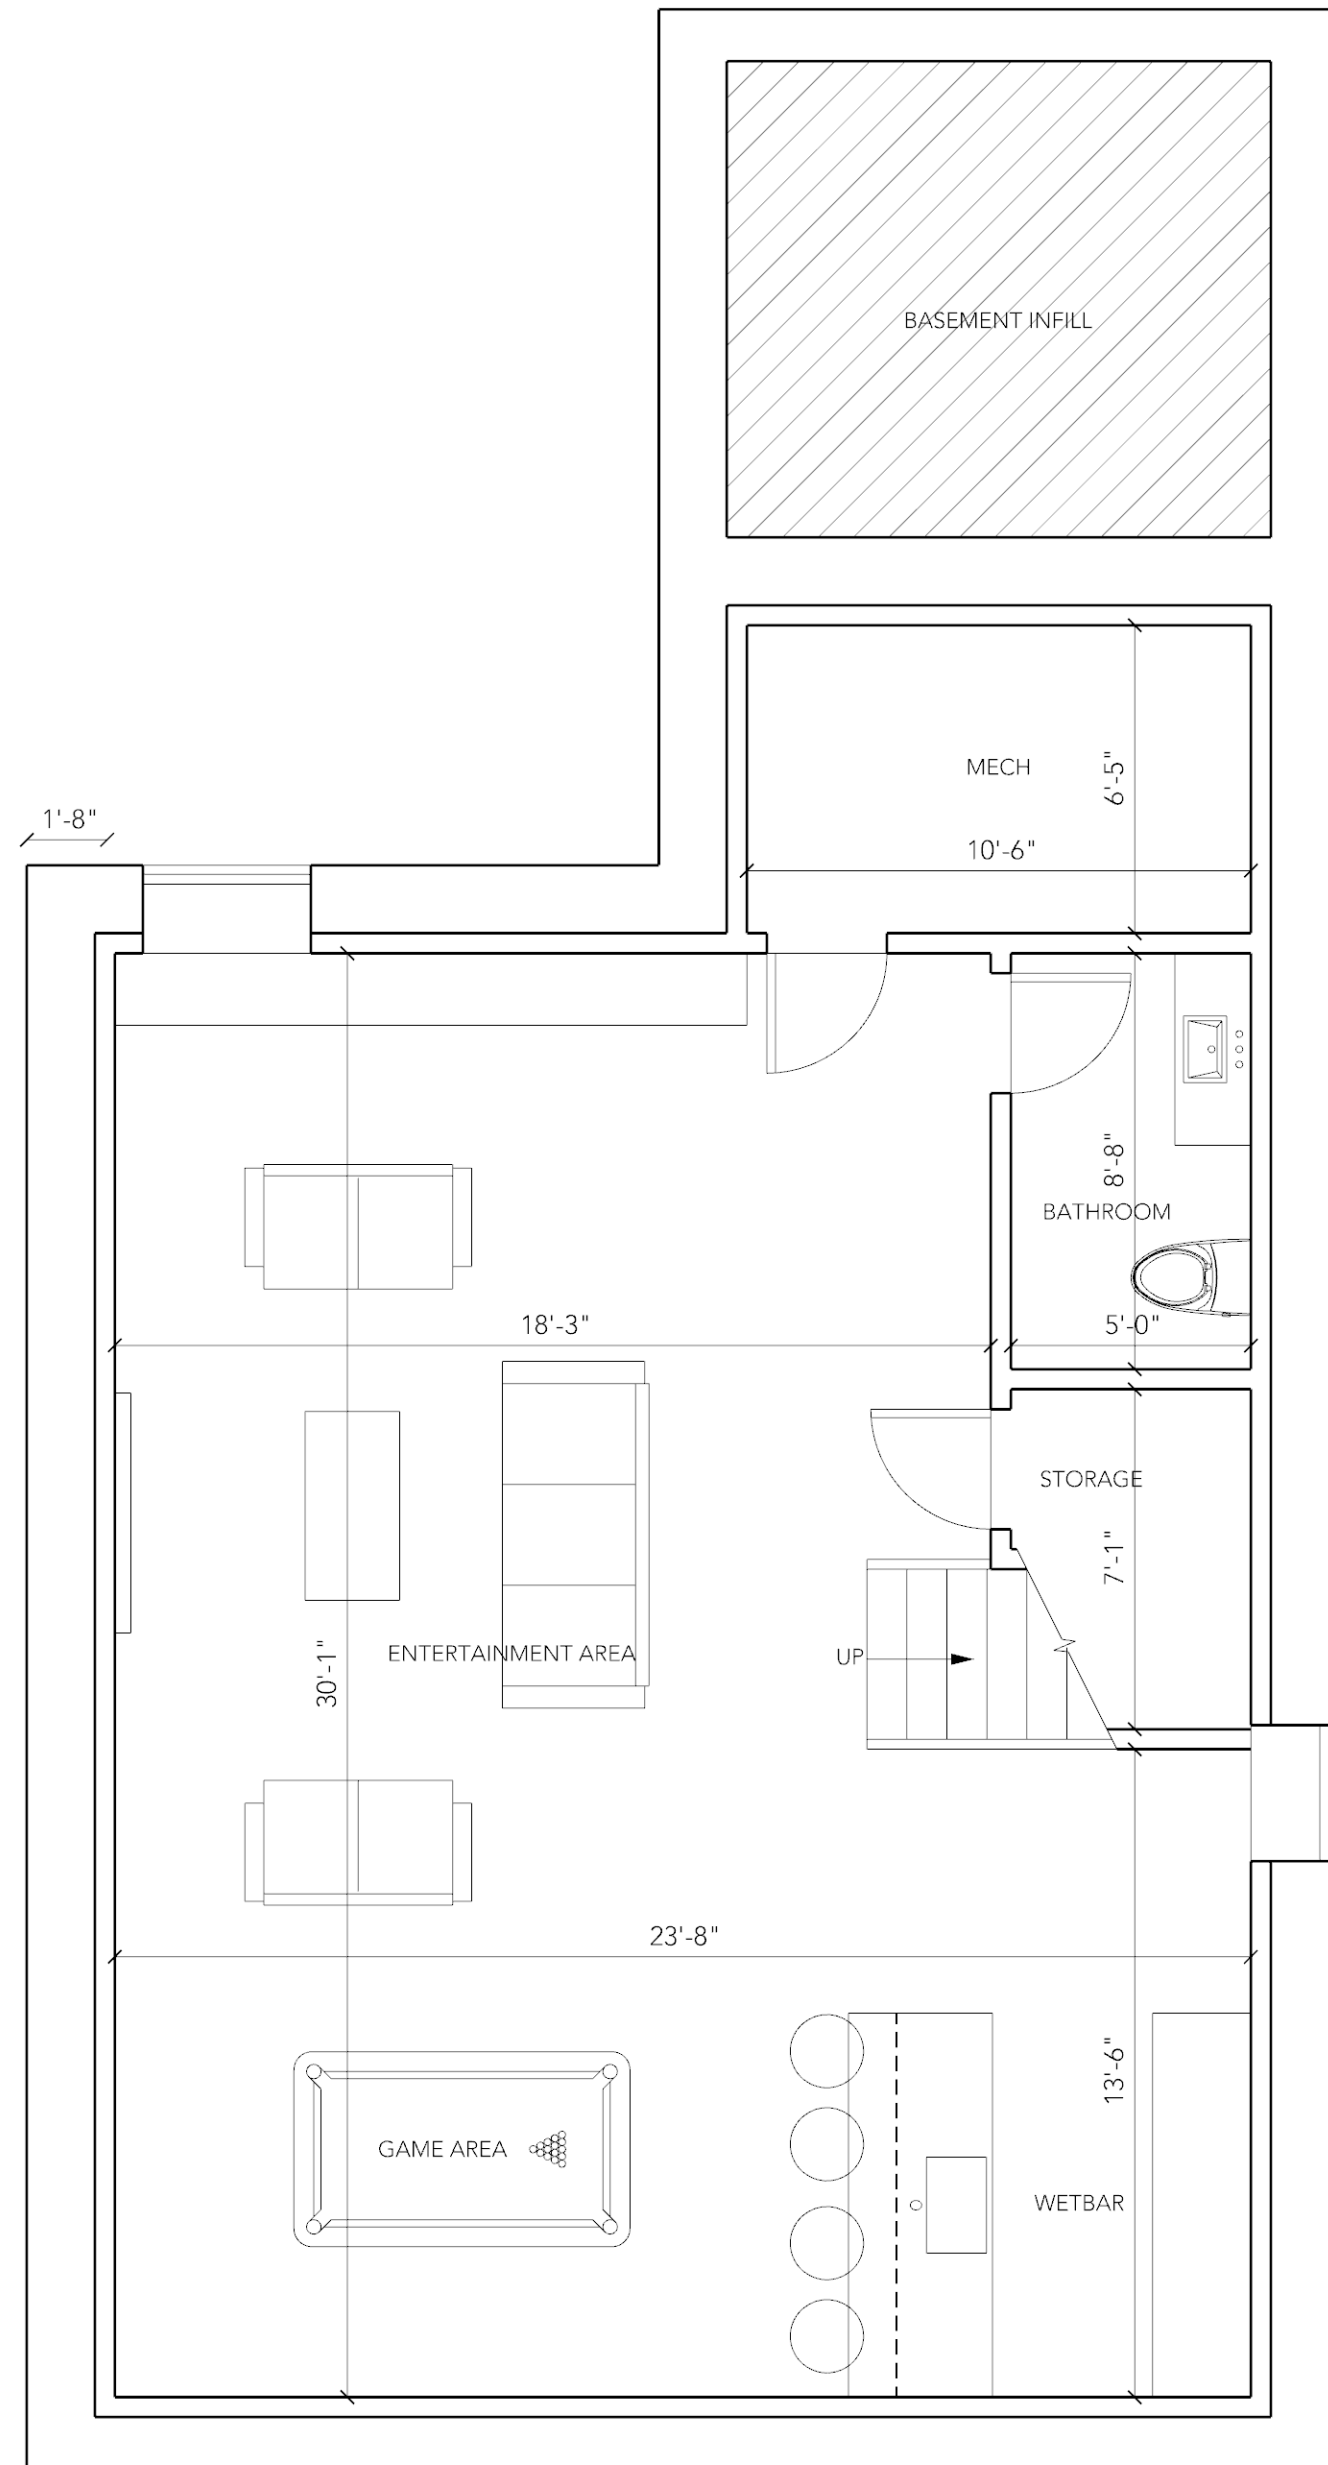 BASEMENT INFILL
MECH
6'-5"
1'-8"
10'-6"
8'-8"
BATHROOM
18'-3"
5'-0"
STORAGE
7'-1"
ENTERTAINMENT AREA
UP
30'-1"
23'-8"
13'-6"
GAME AREA
WETBAR